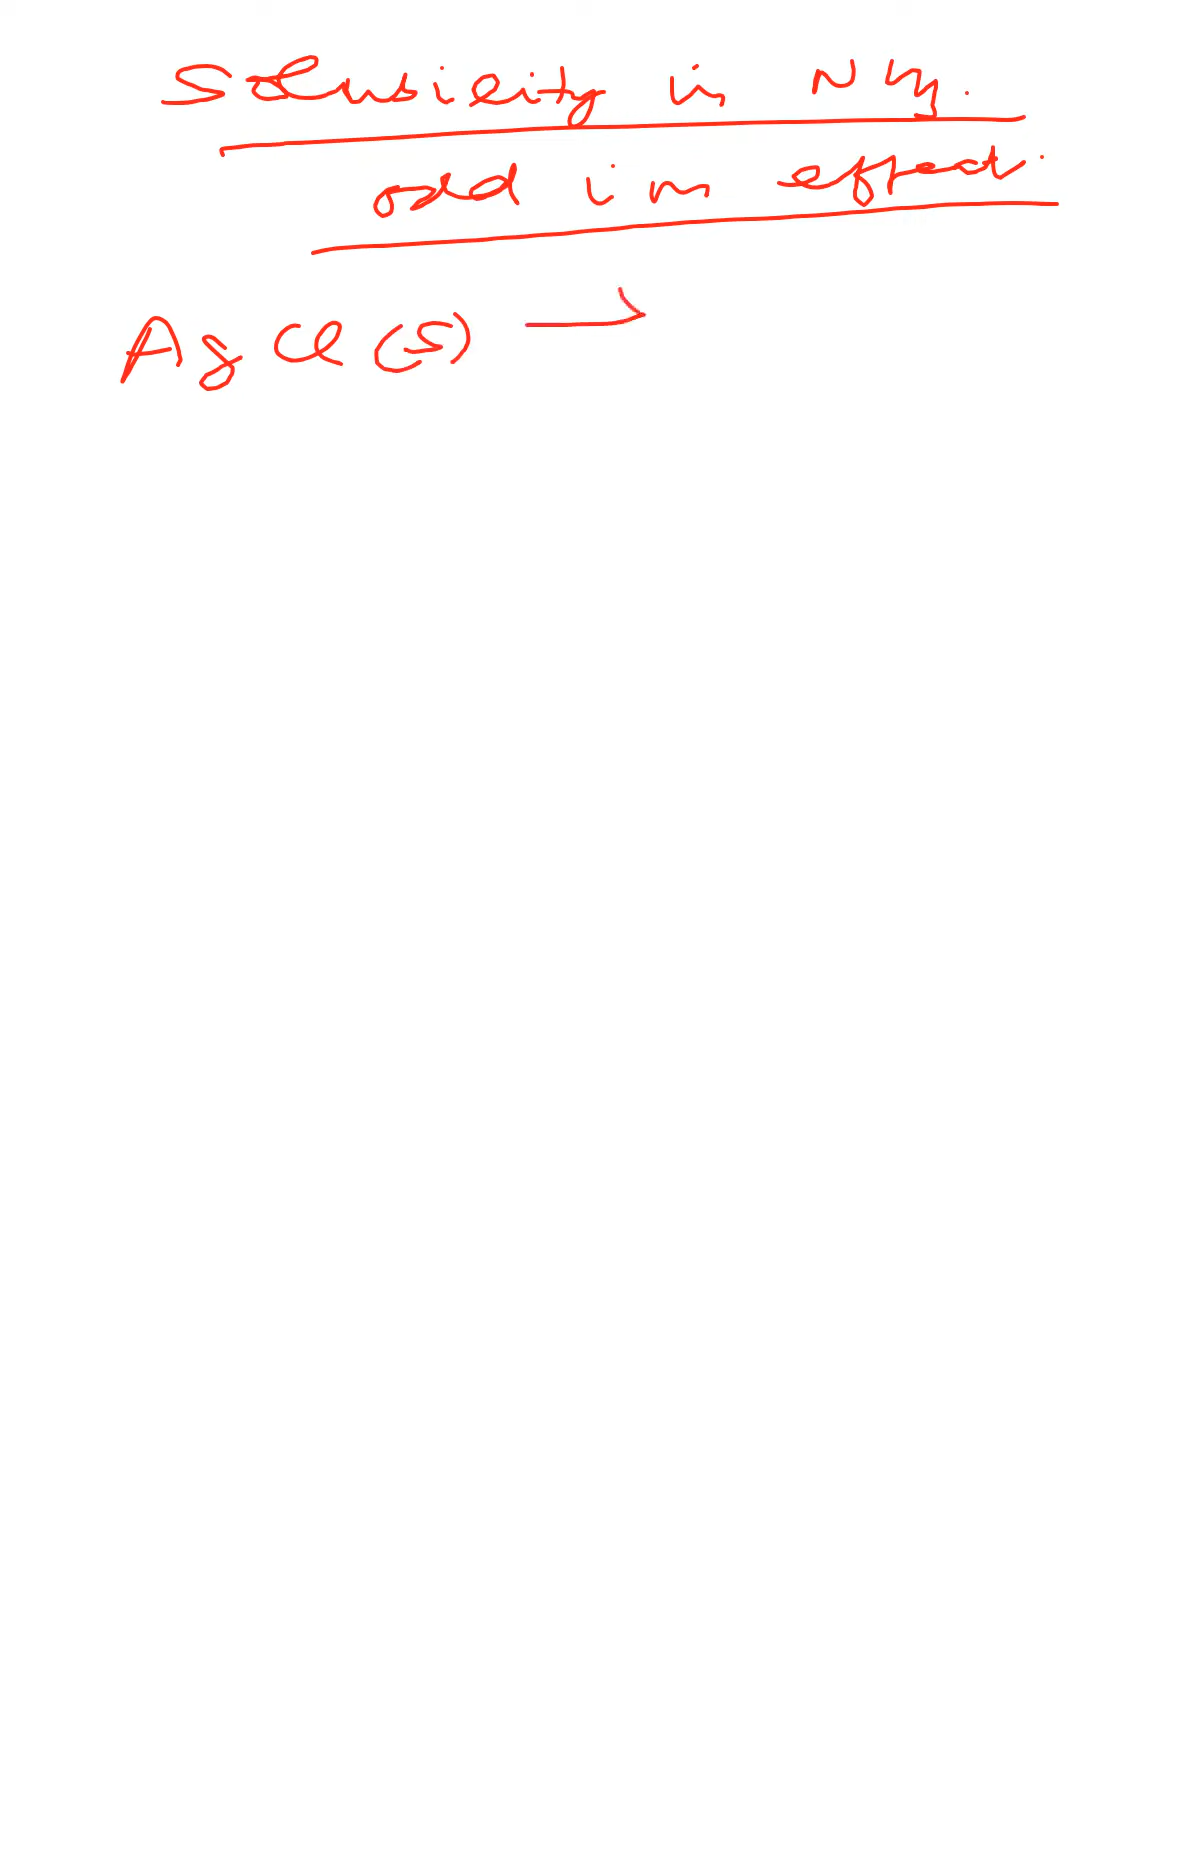 Solubility in NH3.
odd ion effect.
AgCl(s) →